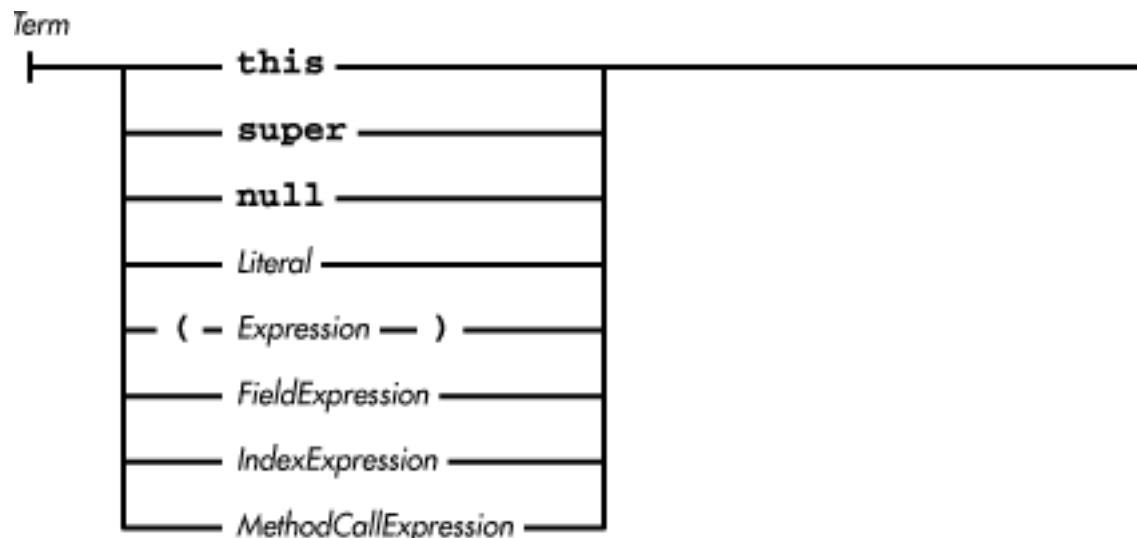 Term
this
super
null
Literal
( Expression )
FieldExpression
IndexExpression
MethodCallExpression